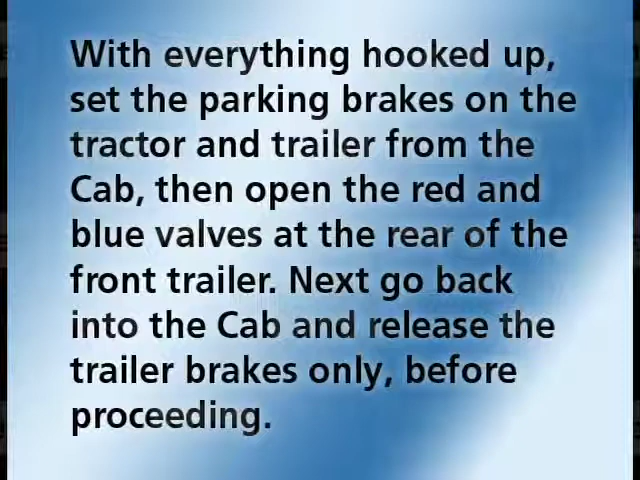 With everything hooked up,
set the parking brakes on the
tractor and trailer from the
Cab, then open the red and
blue valves at the rear of the
front trailer. Next go back
into the Cab and release the
trailer brakes only, before
proceeding.